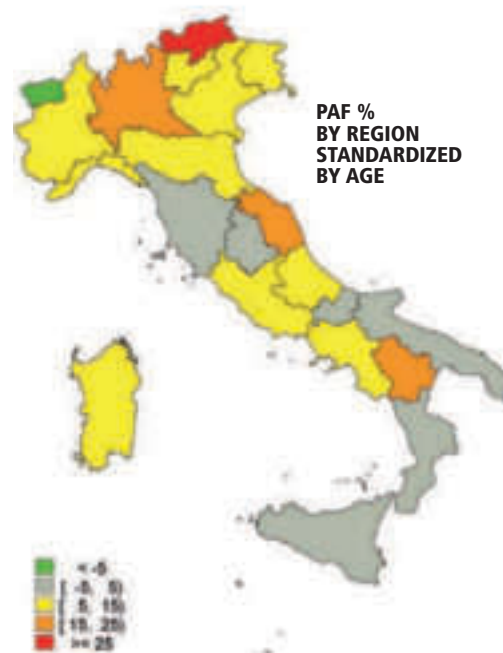 PAF %
BY REGION
STANDARDIZED
BY AGE
< -5
-5, 5)
5, 15)
15, 25)
>= 25